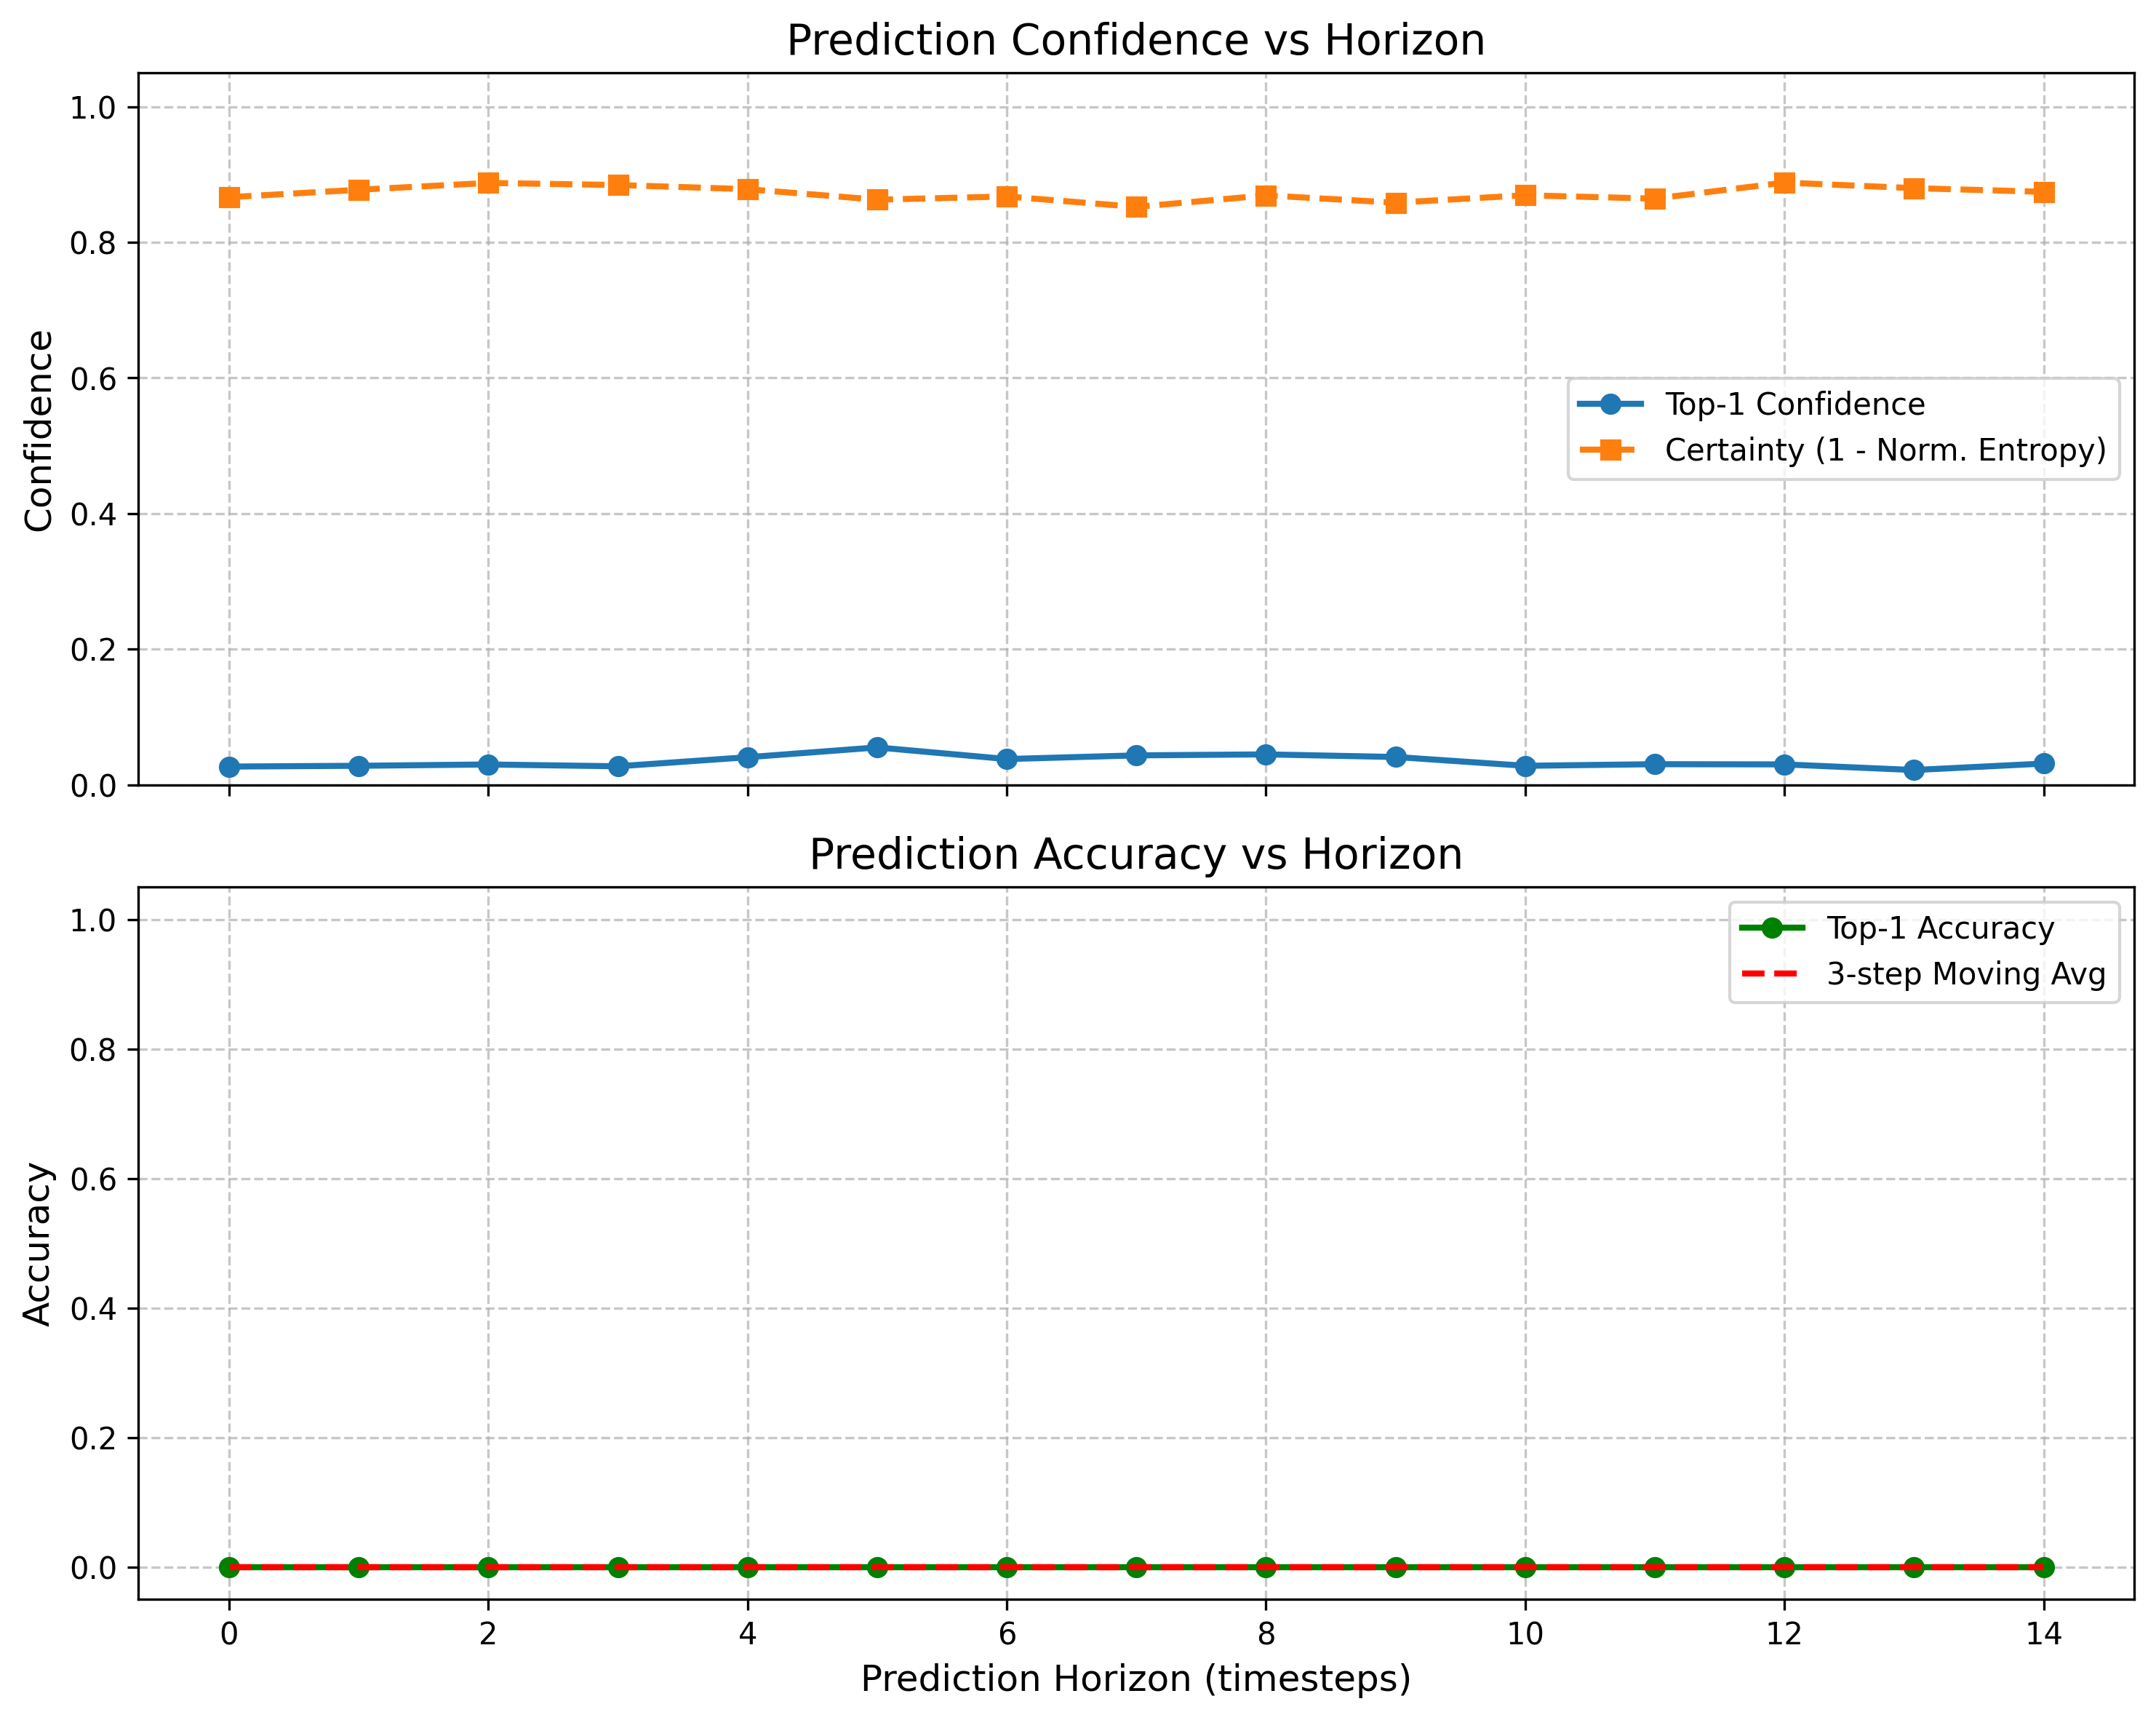 Prediction Confidence vs Horizon
1.0
0.8
0.6
0.4
0.2
0.0
Confidence
Top-1 Confidence
Certainty (1 - Norm. Entropy)
Prediction Accuracy vs Horizon
1.0
0.8
0.6
0.4
0.2
0.0
Accuracy
Top-1 Accuracy
3-step Moving Avg
0 2 4 6 8 10 12 14
Prediction Horizon (timesteps)